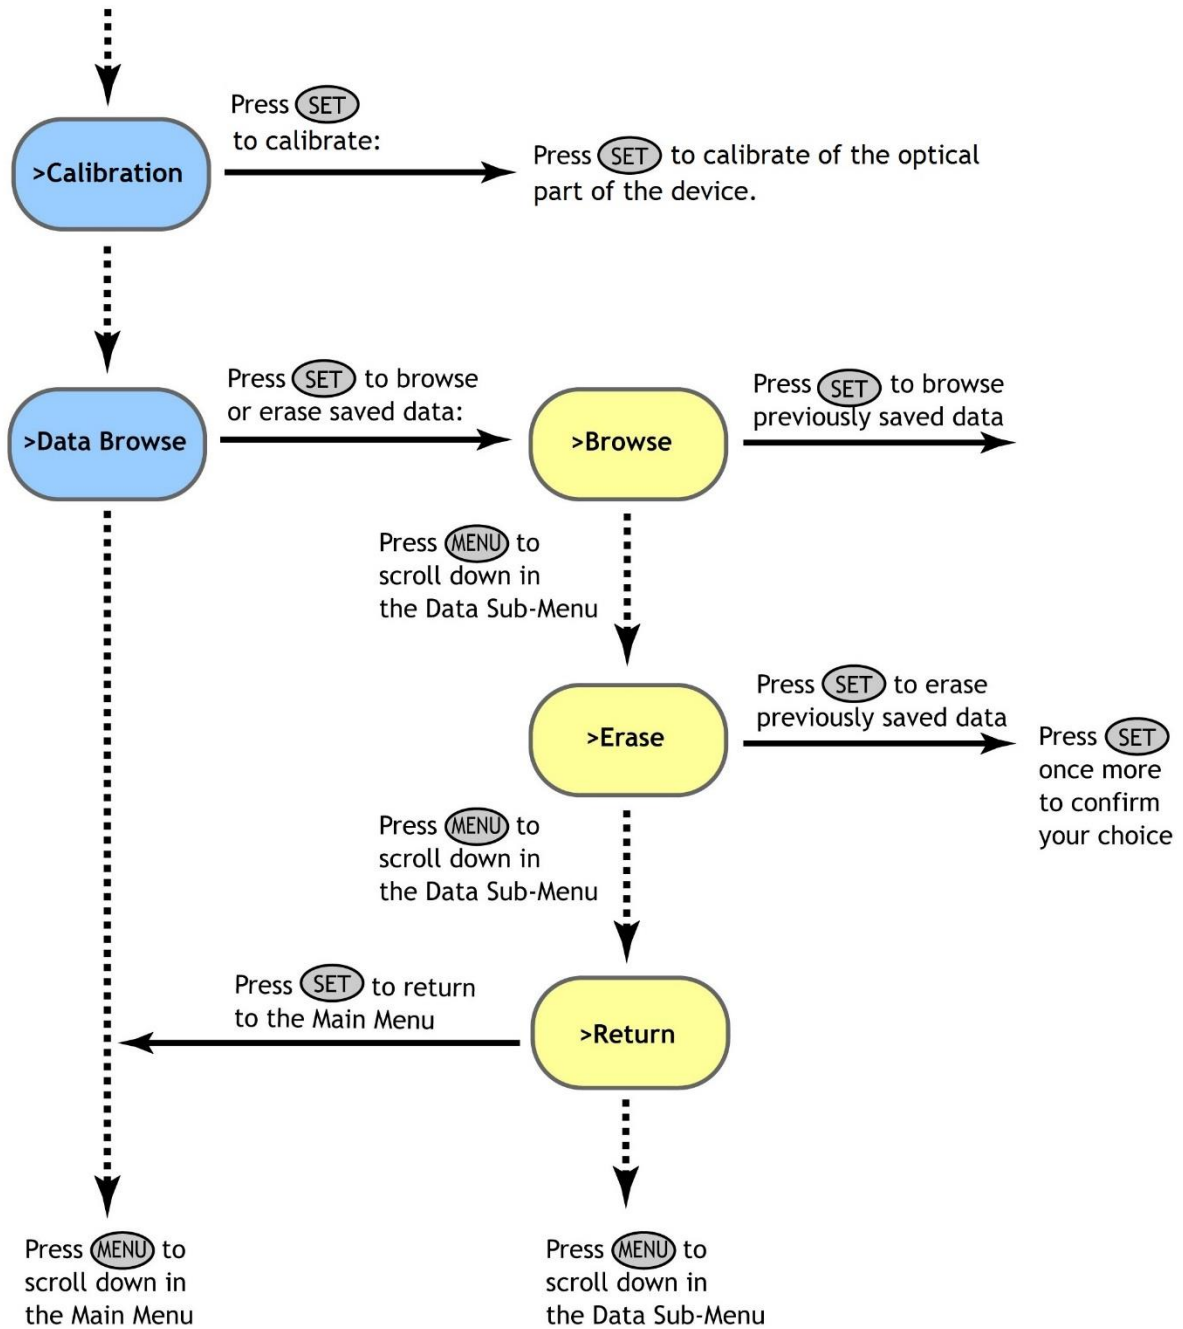 Press SET
to calibrate:
>Calibration
Press SET to calibrate of the optical
part of the device.
Press SET to browse
or erase saved data:
>Data Browse
>Browse
Press SET to browse
previously saved data
Press MENU to
scroll down in
the Data Sub-Menu
>Erase
Press SET to erase
previously saved data
Press SET
once more
to confirm
your choice
Press MENU to
scroll down in
the Data Sub-Menu
Press SET to return
to the Main Menu
>Return
Press MENU to
scroll down in
the Main Menu
Press MENU to
scroll down in
the Data Sub-Menu